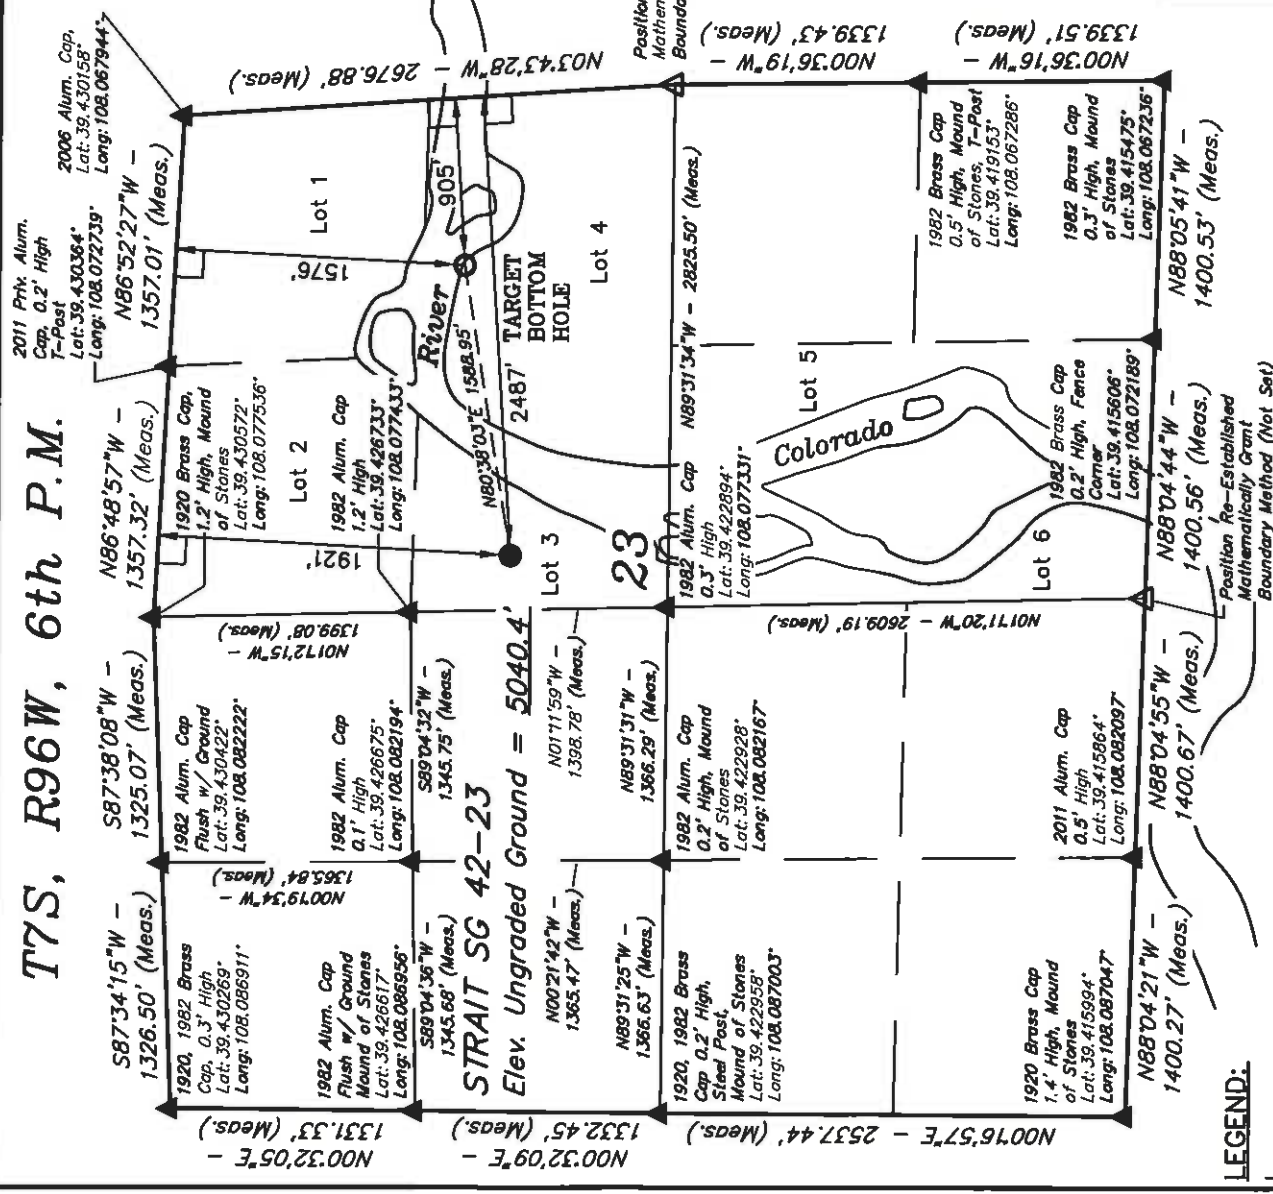 T7S, R96W, 6th P.M.
S87°34'15"W -
1326.50' (Meas.)
S87°38'08"W -
1325.07' (Meas.)
N86°48'57"W -
1357.32' (Meas.)
2011 Priv. Alum.
Cap, 0.2' High
T-Post
Lat: 39.430364°
Long: 108.072739°
N86°52'27"W -
1357.01' (Meas.)
2006 Alum. Cap,
Lat: 39.430158°
Long: 108.067944°
1920, 1982 Brass
Cap, 0.3' High
Lat: 39.430269°
Long: 108.086911°
1982 Alum. Cap
Flush w/ Ground
Lat: 39.430422°
Long: 108.082222°
1920 Brass Cap,
1.2' High, Mound
of Stones
Lat: 39.430572°
Long: 108.077536°
N00°32'05"E -
1331.33' (Meas.)
N00°19'34"W -
1365.84' (Meas.)
N01°12'15"W -
1399.08' (Meas.)
1921'
Lot 2
1576'
Lot 1
N03°43'28"W - 2676.88' (Meas.)
1982 Alum. Cap
Flush w/ Ground
Mound of Stones
Lat: 39.426617°
Long: 108.086956°
1982 Alum. Cap
0.1' High
Lat: 39.426675°
Long: 108.082194°
1982 Alum. Cap
1.2' High
Lat: 39.426733°
Long: 108.077433°
S89°04'36"W -
1345.68' (Meas.)
S89°04'32"W -
1345.75' (Meas.)
River
905'
N80°38'03"E 1588.95'
TARGET
BOTTOM
HOLE
2487'
Lot 4
STRAIT SG 42-23
Elev. Ungraded Ground = 5040.4'
Lot 3
N00°32'09"E -
1332.45' (Meas.)
N00°21'42"W -
1365.47' (Meas.)
N01°11'59"W -
1398.78' (Meas.)
23
N89°31'25"W -
1366.63' (Meas.)
N89°31'31"W -
1366.29' (Meas.)
N89°31'34"W - 2825.50' (Meas.)
Position
Mathem
Bounda
1920, 1982 Brass
Cap 0.2' High,
Steel Post,
Mound of Stones
Lat: 39.422958°
Long: 108.087003°
1982 Alum. Cap
0.2' High, Mound
of Stones
Lat: 39.422928°
Long: 108.082167°
1982 Alum. Cap
0.3' High
Lat: 39.422894°
Long: 108.077331°
N00°36'19"W -
1339.43' (Meas.)
Colorado
Lot 5
N00°16'57"E - 2537.44' (Meas.)
N01°11'20"W - 2609.19' (Meas.)
1982 Brass Cap
0.5' High, Mound
of Stones, T-Post
Lat: 39.419153°
Long: 108.067286°
N00°36'16"W -
1339.51' (Meas.)
Lot 6
1920 Brass Cap
1.4' High, Mound
of Stones
Lat: 39.415994°
Long: 108.087047°
2011 Alum. Cap
0.5' High
Lat: 39.415864°
Long: 108.082097°
1982 Brass Cap
0.2' High, Fence
Corner
Lat: 39.415606°
Long: 108.072189°
1982 Brass Cap
0.3' High, Mound
of Stones
Lat: 39.415475°
Long: 108.067236°
N88°04'21"W -
1400.27' (Meas.)
N88°04'55"W -
1400.67' (Meas.)
N88°04'44"W -
1400.56' (Meas.)
N88°05'41"W -
1400.53' (Meas.)
Position Re-Established
Mathematically Grant
Boundary Method (Not Set)
LEGEND: